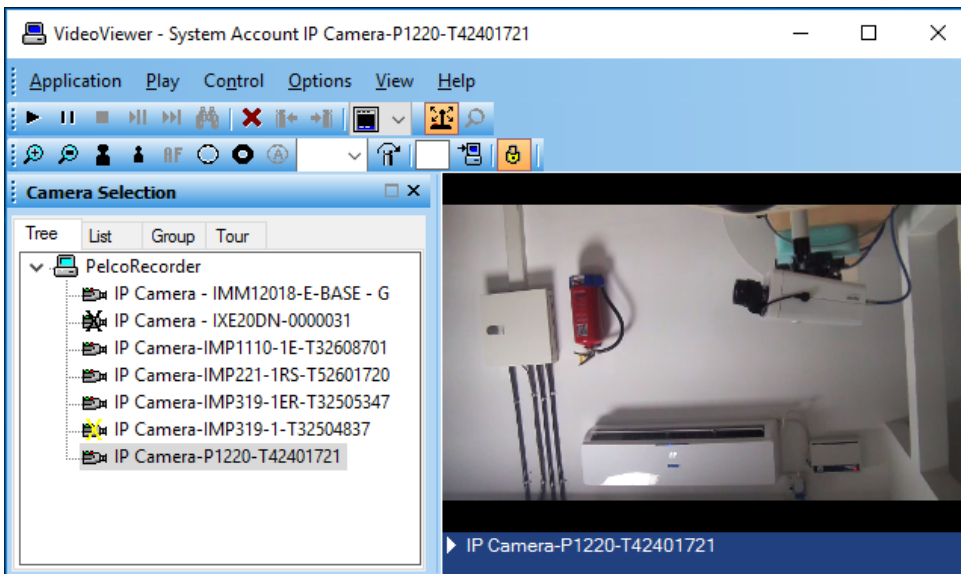 VideoViewer - System Account IP Camera-P1220-T42401721
Application Play Control Options View Help
AF
A
Camera Selection
Tree List Group Tour
PelcoRecorder
IP Camera - IMM12018-E-BASE - G
IP Camera - IXE20DN-0000031
IP Camera-IMP1110-1E-T32608701
IP Camera-IMP221-1RS-T52601720
IP Camera-IMP319-1ER-T32505347
IP Camera-IMP319-1-T32504837
IP Camera-P1220-T42401721
IP Camera-P1220-T42401721